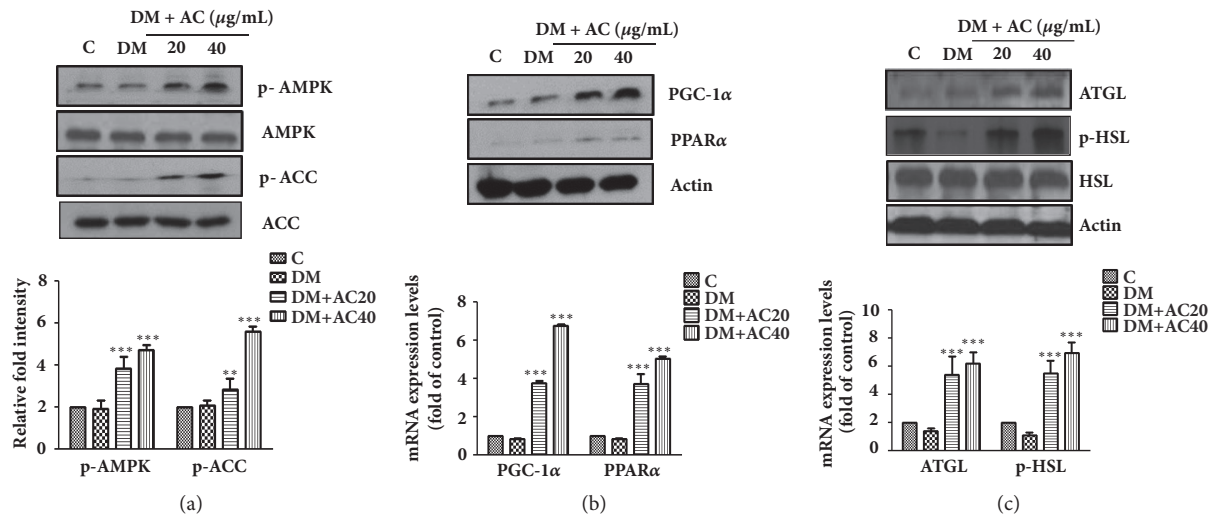 DM + AC (µg/mL)
C DM 20 40
p- AMPK
AMPK
p- ACC
ACC
C
DM
DM+AC20
DM+AC40
Relative fold intensity
8
6
4
2
0
*** *** ** ***
p-AMPK p-ACC
(a)
DM + AC (µg/mL)
C DM 20 40
PGC-1α
PPARα
Actin
C
DM
DM+AC20
DM+AC40
mRNA expression levels
(fold of control)
8
6
4
2
0
*** *** *** ***
PGC-1α PPARα
(b)
DM + AC (µg/mL)
C DM 20 40
ATGL
p-HSL
HSL
Actin
C
DM
DM+AC20
DM+AC40
mRNA expression levels
(fold of control)
10
8
6
4
2
0
*** *** *** ***
ATGL p-HSL
(c)